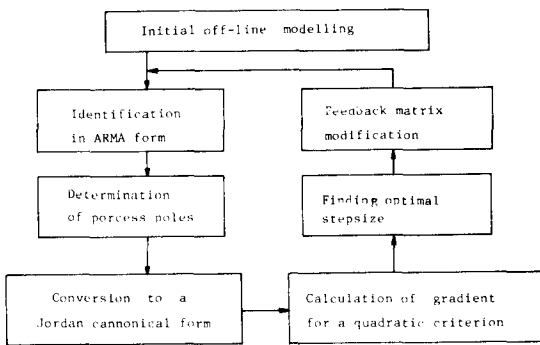 Initial off-line modelling
Identification
in ARMA form
Feedback matrix
modification
Determination
of porcess poles
Finding optimal
stepsize
Conversion to a
Jordan cannonical form
Calculation of gradient
for a quadratic criterion